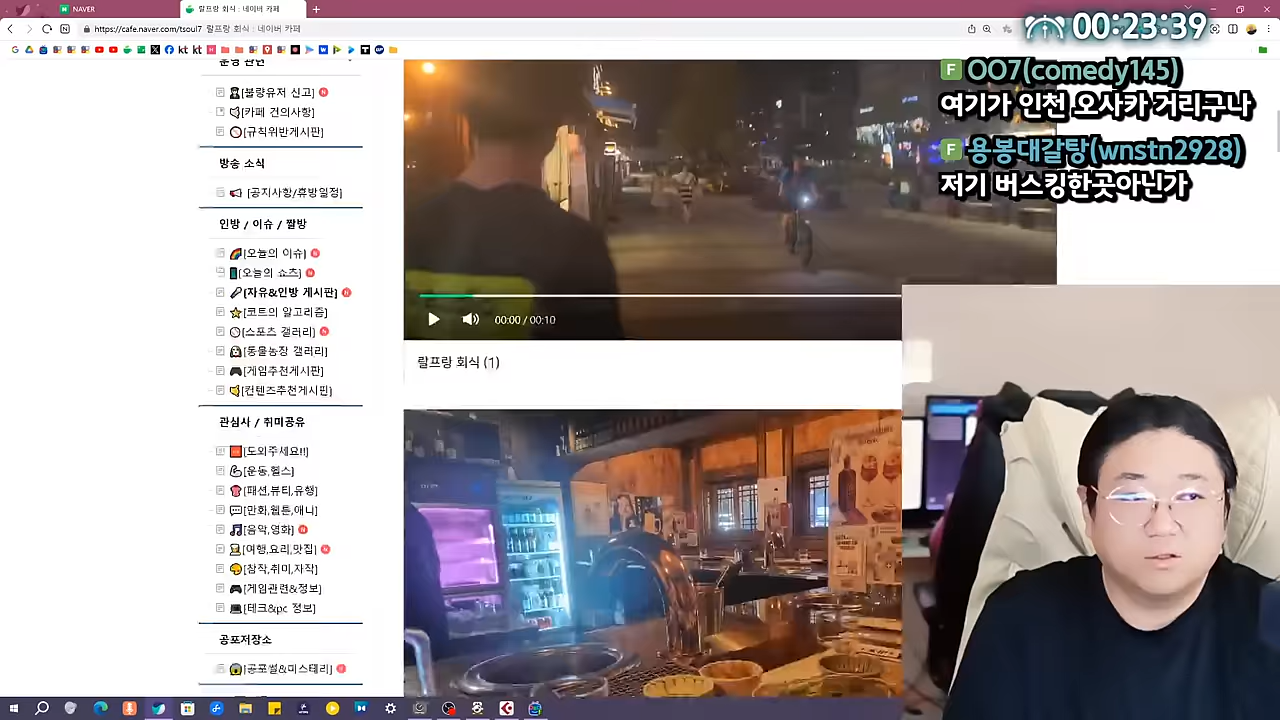 NAVER
랄프랑 회식 : 네이버 카페
https://cafe.naver.com/tsoul7
랄프랑 회식 : 네이버 카페
00:23:39
kt
kt
운영 관련
[불량유저 신고]
[카페 건의사항]
[규칙위반게시판]
방송 소식
[공지사항/휴방일정]
인방 / 이슈 / 짤방
[오늘의 이슈]
[오늘의 쇼츠]
[자유&인방 게시판]
[코트의 알고리즘]
[스포츠 갤러리]
[동물농장 갤러리]
[게임추천게시판]
[컨텐츠추천게시판]
관심사 / 취미공유
[도와주세요!!]
[운동,헬스]
[패션,뷰티,유행]
[만화,웹툰,애니]
[음악,영화]
[여행,요리,맛집]
[창작,취미,자작]
[게임관련&정보]
[테크&pc 정보]
공포저장소
[공포썰&미스테리]
00:00 / 00:10
랄프랑 회식 (1)
F OO7(comedy145)
여기가 인천 오사카 거리구나
F 용봉대갈탕(wnstn2928)
저기 버스킹한곳아닌가